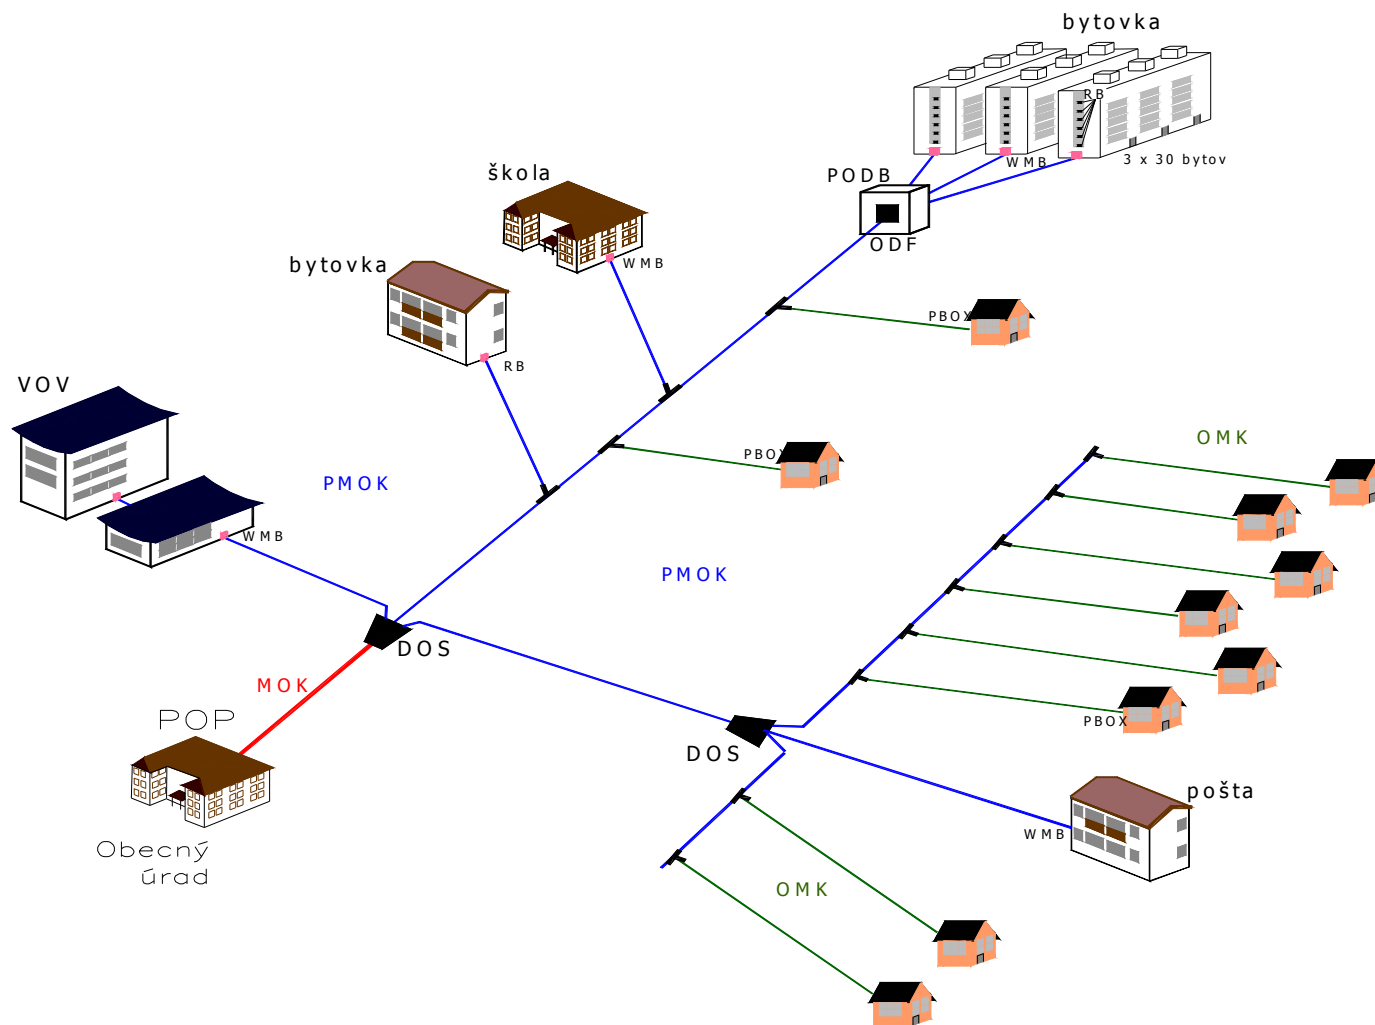 bytovka
RB
WMB
3 x 30 bytov
PODB
ODF
škola
WMB
bytovka
RB
PBOX
VOV
WMB
PMOK
PBOX
OMK
PMOK
DOS
MOK
POP
PBOX
DOS
pošta
WMB
Obecný
úrad
OMK